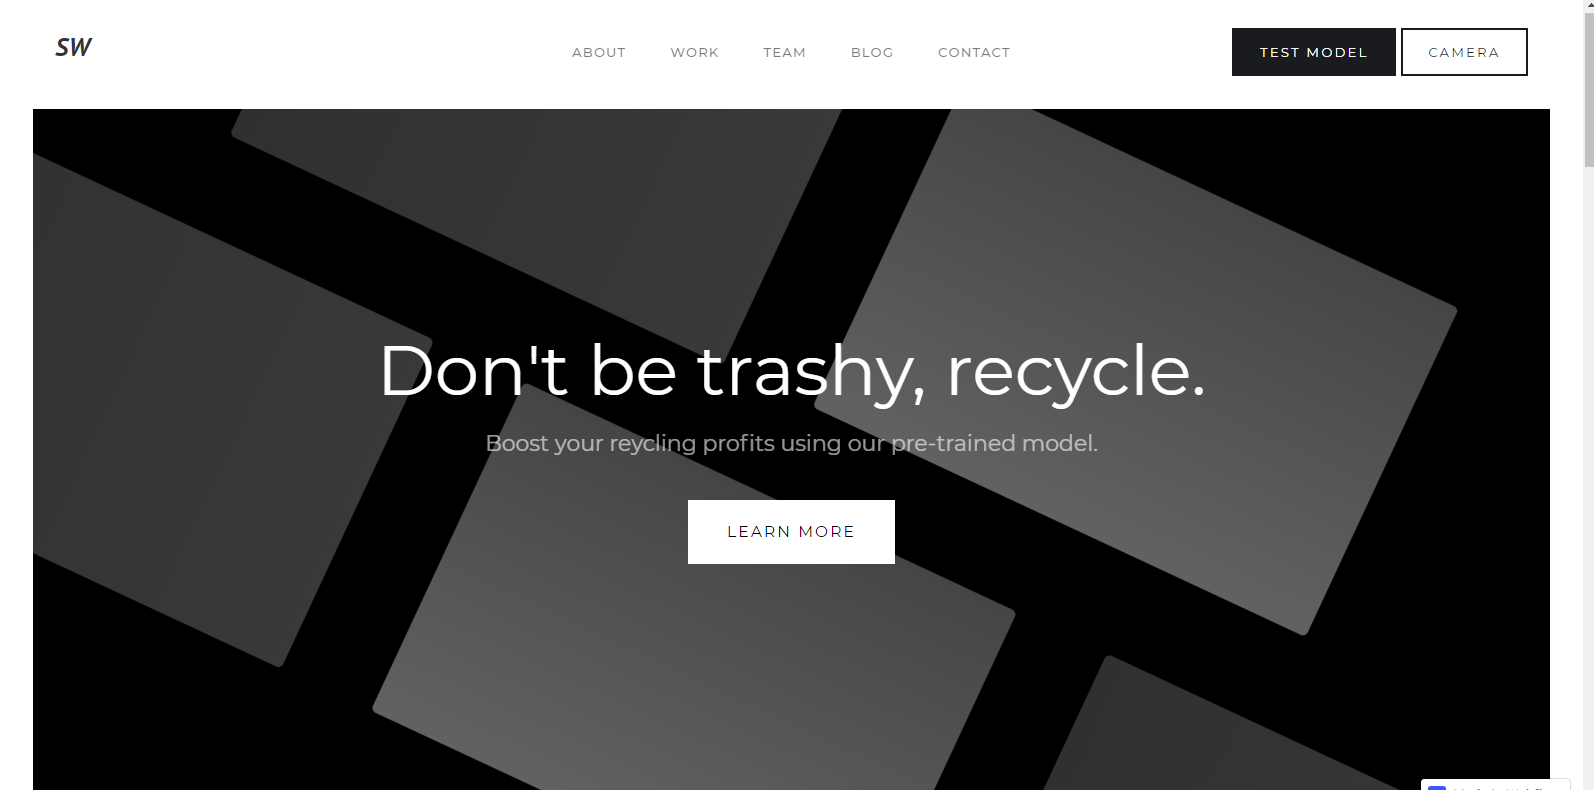 SW
ABOUT WORK TEAM BLOG CONTACT
TEST MODEL CAMERA
Don't be trashy, recycle.
Boost your reycling profits using our pre-trained model.
LEARN MORE